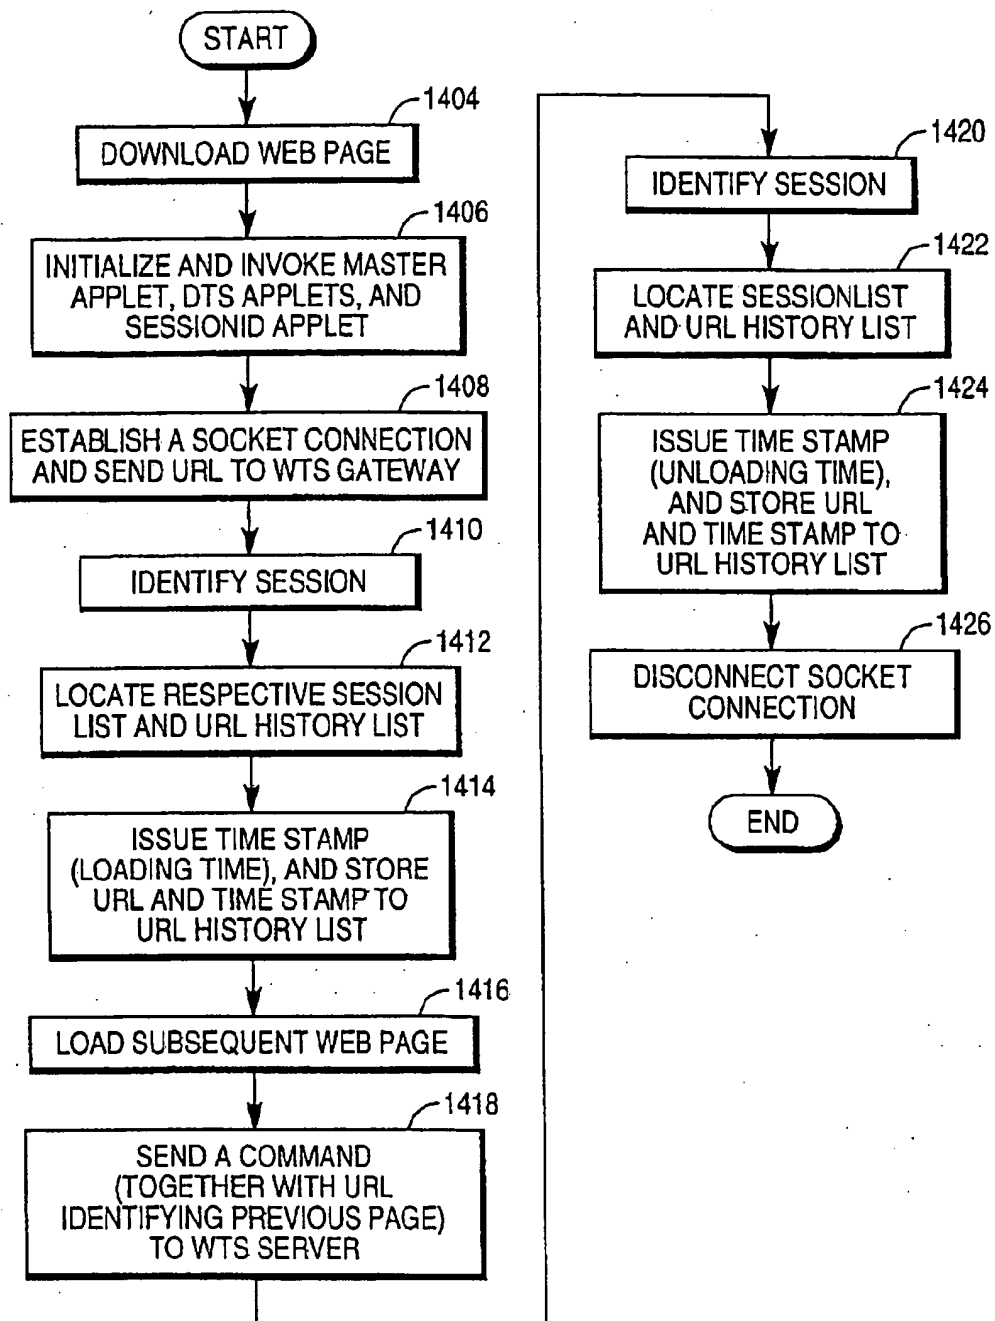 START
1404
DOWNLOAD WEB PAGE
1406
INITIALIZE AND INVOKE MASTER
APPLET, DTS APPLETS, AND
SESSIONID APPLET
1408
ESTABLISH A SOCKET CONNECTION
AND SEND URL TO WTS GATEWAY
1410
IDENTIFY SESSION
1412
LOCATE RESPECTIVE SESSION
LIST AND URL HISTORY LIST
1414
ISSUE TIME STAMP
(LOADING TIME), AND STORE
URL AND TIME STAMP TO
URL HISTORY LIST
1416
LOAD SUBSEQUENT WEB PAGE
1418
SEND A COMMAND
(TOGETHER WITH URL
IDENTIFYING PREVIOUS PAGE)
TO WTS SERVER
1420
IDENTIFY SESSION
1422
LOCATE SESSIONLIST
AND URL HISTORY LIST
1424
ISSUE TIME STAMP
(UNLOADING TIME),
AND STORE URL
AND TIME STAMP TO
URL HISTORY LIST
1426
DISCONNECT SOCKET
CONNECTION
END